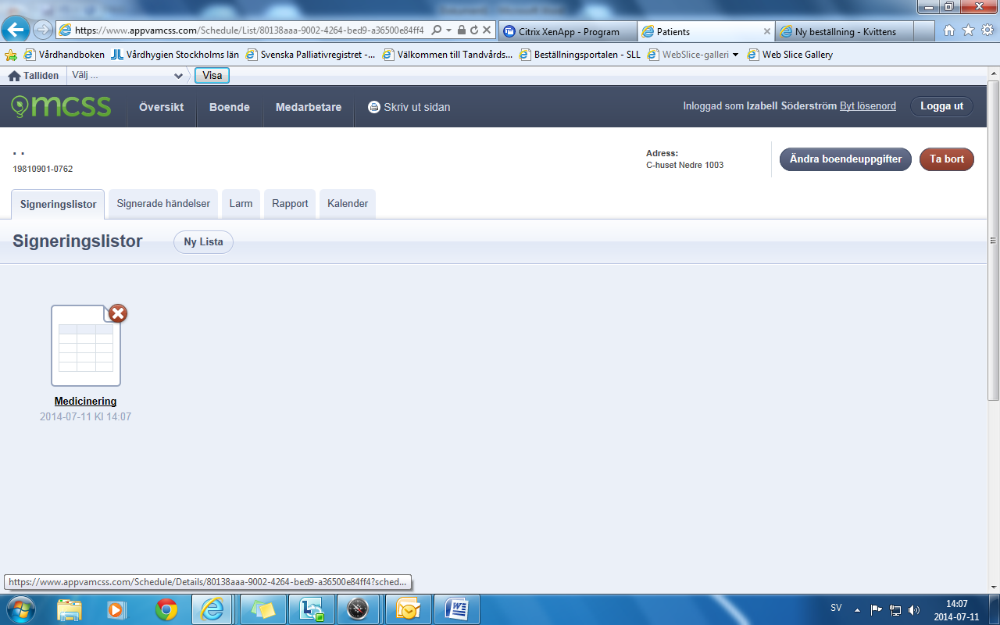 https://www.appvamcss.com/Schedule/List/80138aaa-9002-4264-bed9-a36500e84ff4
Citrix XenApp - Program
Patients
Ny beställning - Kvittens
Vårdhandboken
Vårdhygien Stockholms län
Svenska Palliativregistret -...
Välkommen till Tandvårds...
Beställningsportalen - SLL
WebSlice-galleri
Web Slice Gallery
Talliden
Välj ...
Visa
mcss
Översikt
Boende
Medarbetare
Skriv ut sidan
Inloggad som Izabell Söderström Byt lösenord
Logga ut
. .
19810901-0762
Adress:
C-huset Nedre 1003
Ändra boendeuppgifter
Ta bort
Signeringslistor
Signerade händelser
Larm
Rapport
Kalender
Signeringslistor
Ny Lista
Medicinering
2014-07-11 Kl 14:07
https://www.appvamcss.com/Schedule/Details/80138aaa-9002-4264-bed9-a36500e84ff4?sched...
SV
14:07
2014-07-11